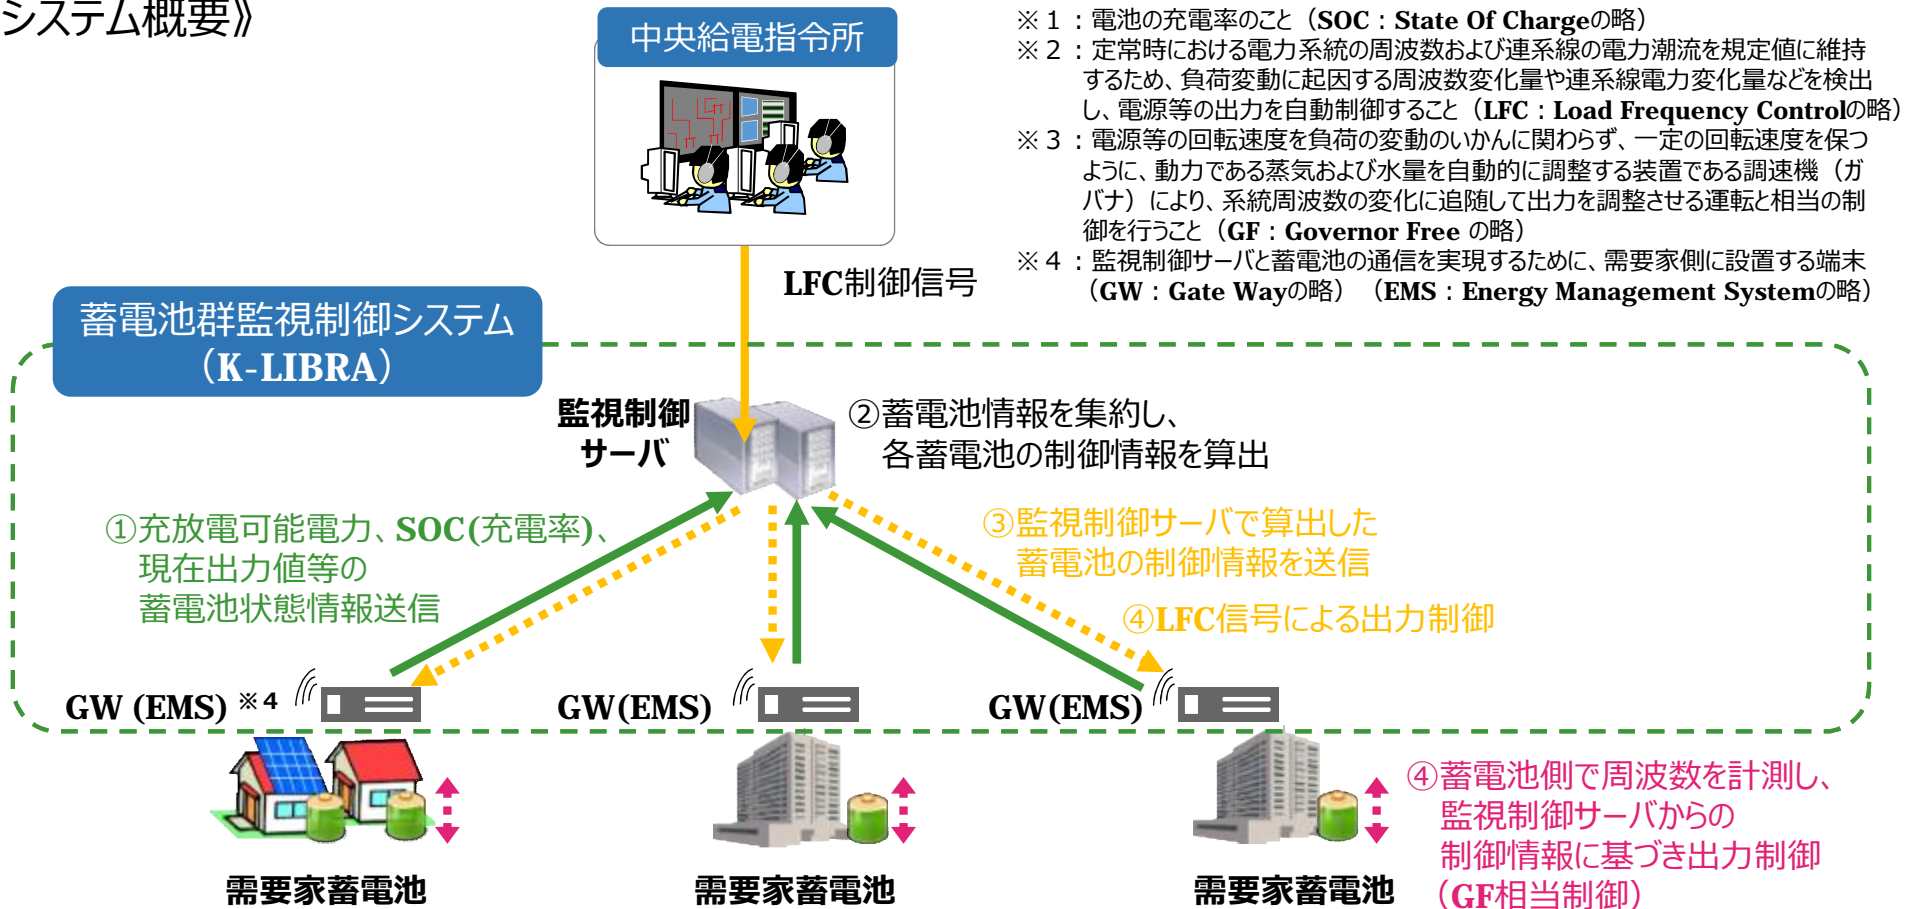 システム概要》
中央給電指令所
※１：電池の充電率のこと（SOC：State Of Chargeの略）
※２：定常時における電力系統の周波数および連系線の電力潮流を規定値に維持
するため、負荷変動に起因する周波数変化量や連系線電力変化量などを検出
し、電源等の出力を自動制御すること（LFC：Load Frequency Controlの略）
※３：電源等の回転速度を負荷の変動のいかんに関わらず、一定の回転速度を保つ
ように、動力である蒸気および水量を自動的に調整する装置である調速機（ガ
バナ）により、系統周波数の変化に追随して出力を調整させる運転と相当の制
御を行うこと（GF：Governor Free の略）
※４：監視制御サーバと蓄電池の通信を実現するために、需要家側に設置する端末
（GW：Gate Wayの略）（EMS：Energy Management Systemの略）
LFC制御信号
蓄電池群監視制御システム
（K-LIBRA）
監視制御
サーバ
②蓄電池情報を集約し、
各蓄電池の制御情報を算出
①充放電可能電力、SOC(充電率)、
現在出力値等の
蓄電池状態情報送信
③監視制御サーバで算出した
蓄電池の制御情報を送信
④LFC信号による出力制御
GW (EMS) ※4
GW(EMS)
GW(EMS)
④蓄電池側で周波数を計測し、
監視制御サーバからの
制御情報に基づき出力制御
（GF相当制御）
需要家蓄電池
需要家蓄電池
需要家蓄電池